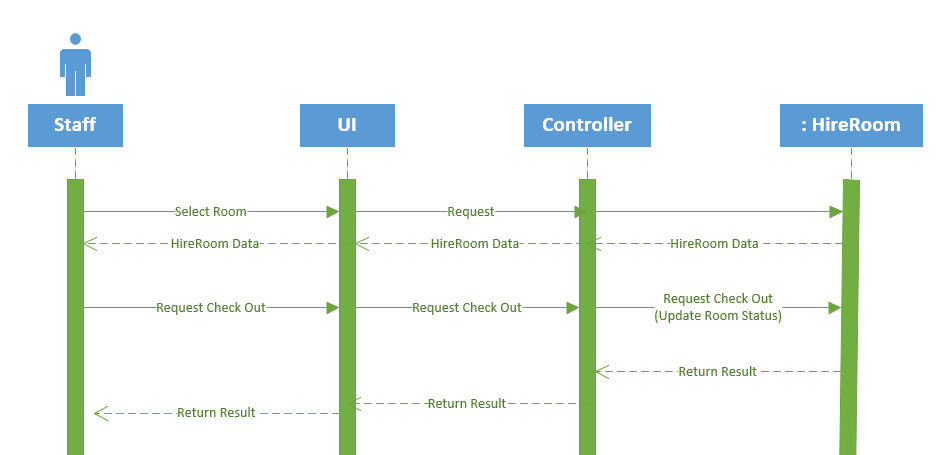 Staff
UI
Controller
: HireRoom
Select Room
Request
HireRoom Data
HireRoom Data
HireRoom Data
Request Check Out
Request Check Out
Request Check Out
(Update Room Status)
Return Result
Return Result
Return Result